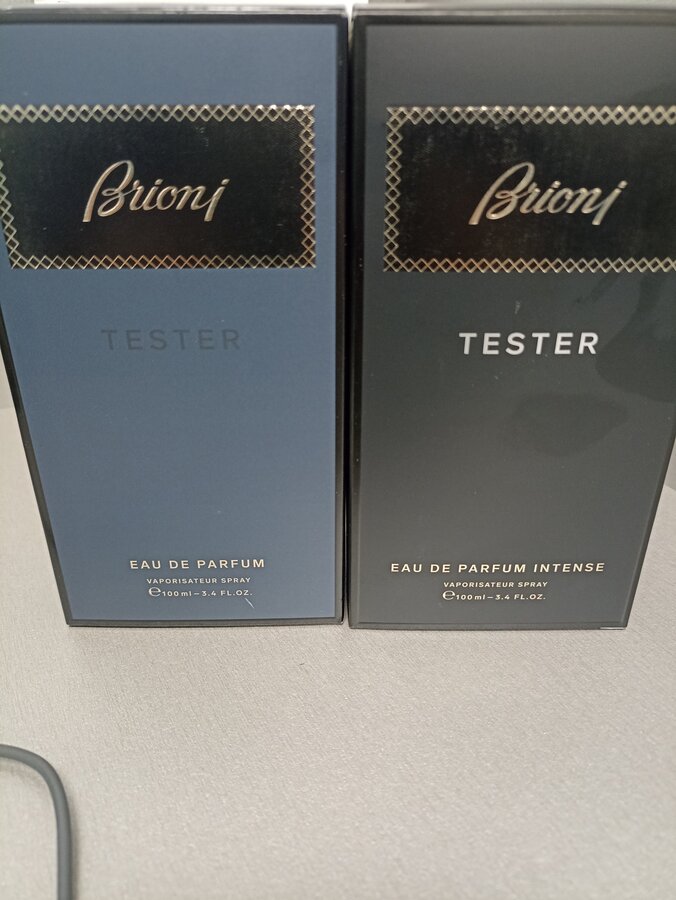 Brioni
TESTER
EAU DE PARFUM
VAPORISATEUR SPRAY
℮100ml–3.4 FL.OZ.
Brioni
TESTER
EAU DE PARFUM INTENSE
VAPORISATEUR SPRAY
℮100ml–3.4 FL.OZ.